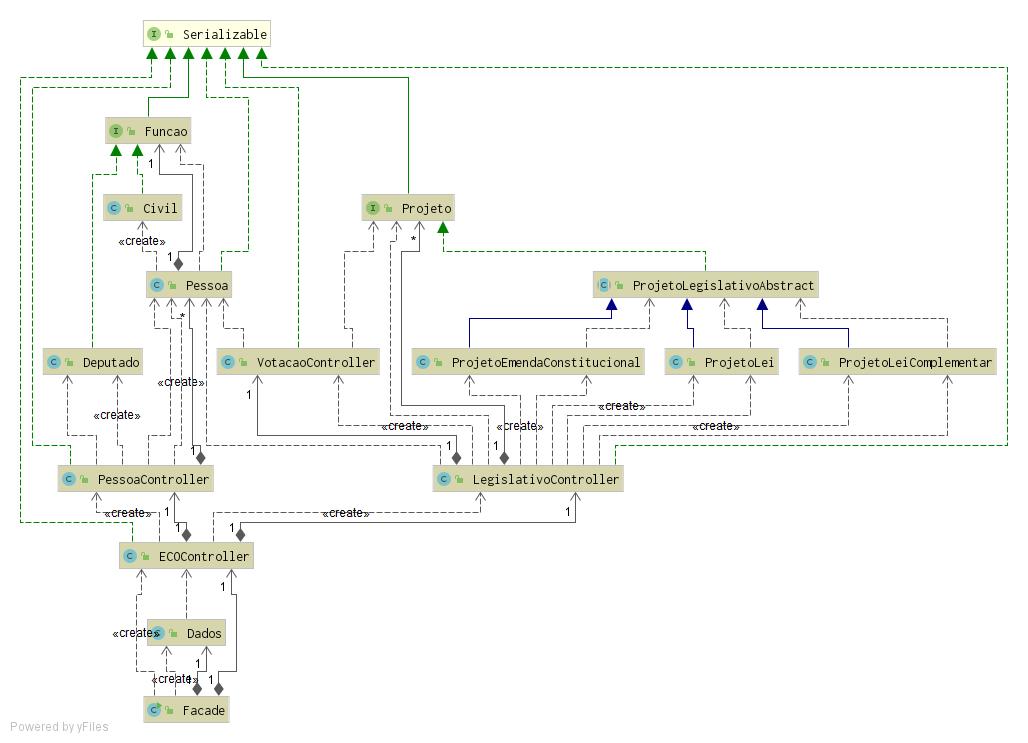 Serializable
Funcao
1
Civil
Projeto
«create»
*
1
Pessoa
ProjetoLegislativoAbstract
*
Deputado
VotacaoController
ProjetoEmendaConstitucional
ProjetoLei
ProjetoLeiComplementar
«create»
1
«create»
«create»
«create»
«create»
«create»
1
1
1
PessoaController
LegislativoController
«create»
1
«create»
1
1
1
ECOController
1
«create»
Dados
1
«create»
1
1
Facade
Powered by yFiles